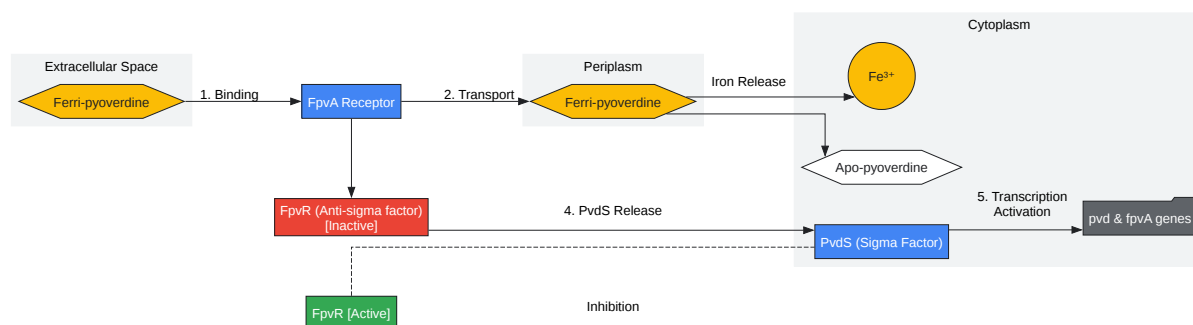 Cytoplasm
Extracellular Space
Periplasm
Ferri-pyoverdine
1. Binding
FpvA Receptor
2. Transport
Ferri-pyoverdine
Iron Release
Fe³⁺
Apo-pyoverdine
FpvR (Anti-sigma factor)
[Inactive]
4. PvdS Release
PvdS (Sigma Factor)
5. Transcription
Activation
pvd & fpvA genes
FpvR [Active]
Inhibition